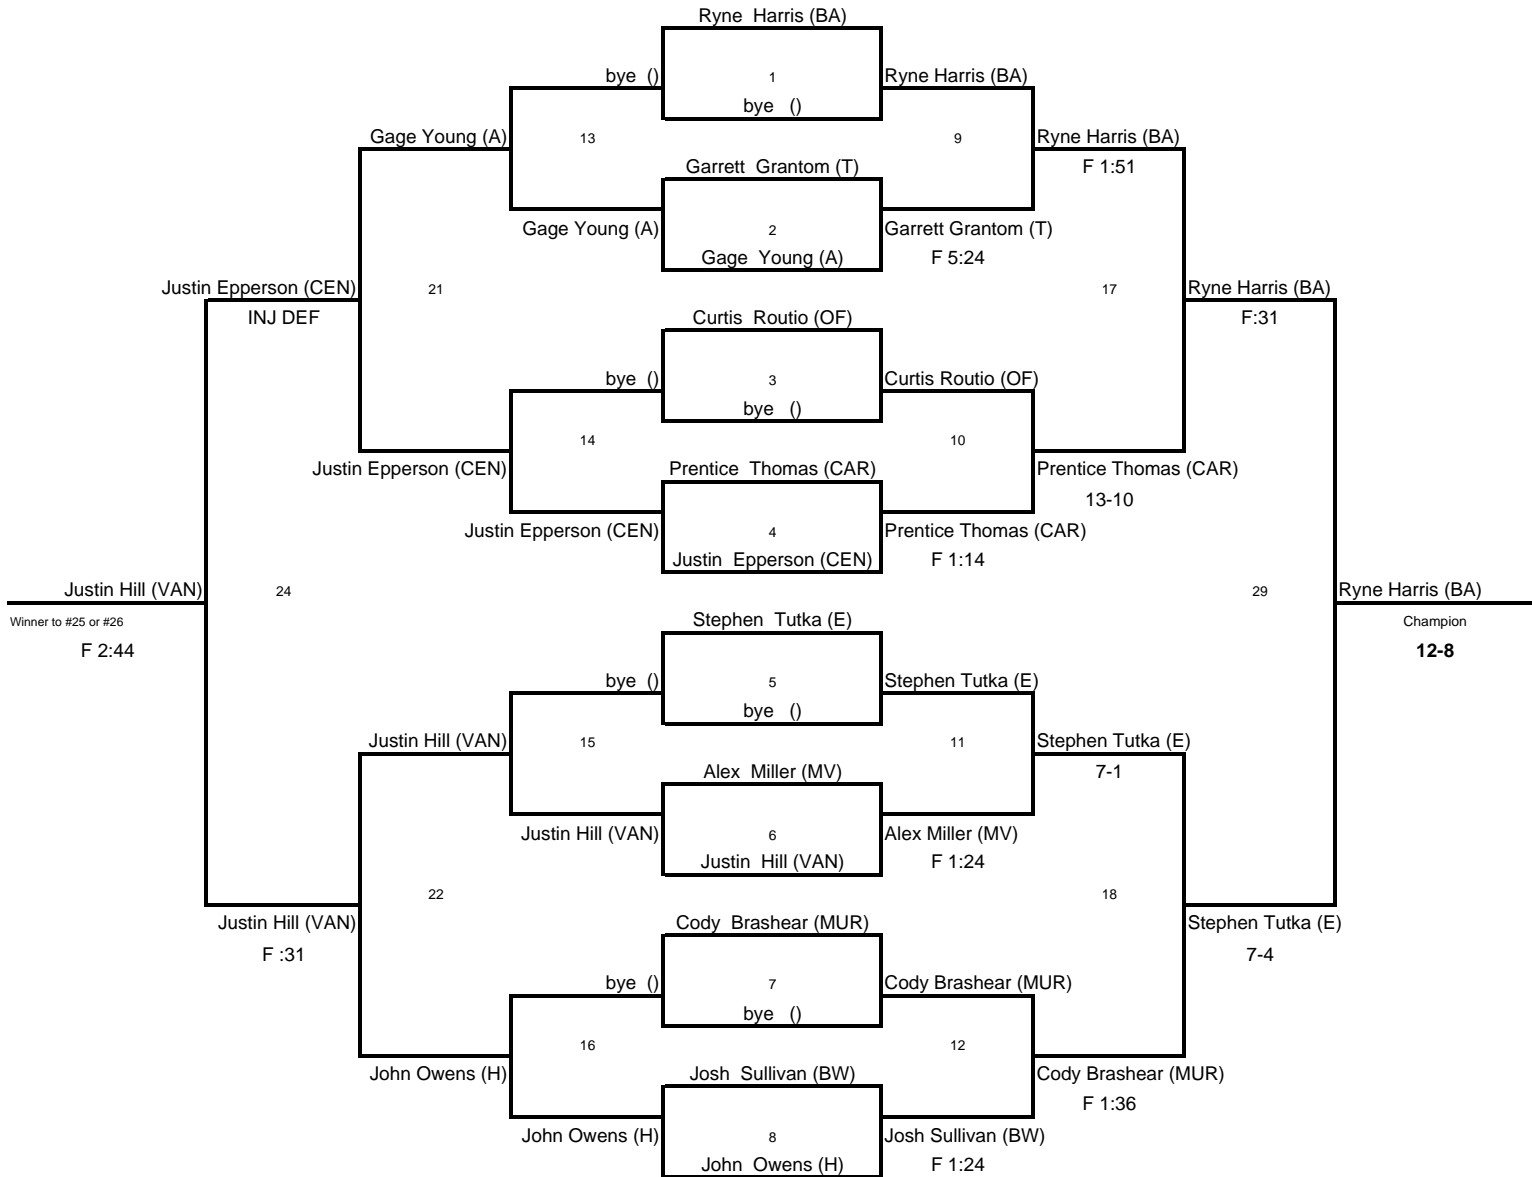 Ryne  Harris (BA)
bye  ()
1
Ryne Harris (BA)
bye   ()
Gage Young (A)
13
9
Ryne Harris (BA)
Garrett  Grantom (T)
F 1:51
Gage Young (A)
2
Garrett Grantom (T)
Gage  Young (A)
F 5:24
Justin Epperson (CEN)
21
17
Ryne Harris (BA)
INJ DEF
Curtis  Routio (OF)
F:31
bye  ()
3
Curtis Routio (OF)
bye   ()
14
10
Justin Epperson (CEN)
Prentice  Thomas (CAR)
Prentice Thomas (CAR)
13-10
Justin Epperson (CEN)
4
Prentice Thomas (CAR)
Justin  Epperson (CEN)
F 1:14
Justin Hill (VAN)
24
29
Ryne Harris (BA)
Winner to #25 or #26
Stephen  Tutka (E)
Champion
F 2:44
12-8
bye  ()
5
Stephen Tutka (E)
bye   ()
Justin Hill (VAN)
15
11
Stephen Tutka (E)
Alex  Miller (MV)
7-1
Justin Hill (VAN)
6
Alex Miller (MV)
Justin  Hill (VAN)
F 1:24
22
18
Justin Hill (VAN)
Cody  Brashear (MUR)
Stephen Tutka (E)
F :31
7-4
bye  ()
7
Cody Brashear (MUR)
bye   ()
16
12
John Owens (H)
Josh  Sullivan (BW)
Cody Brashear (MUR)
F 1:36
John Owens (H)
8
Josh Sullivan (BW)
John  Owens (H)
F 1:24